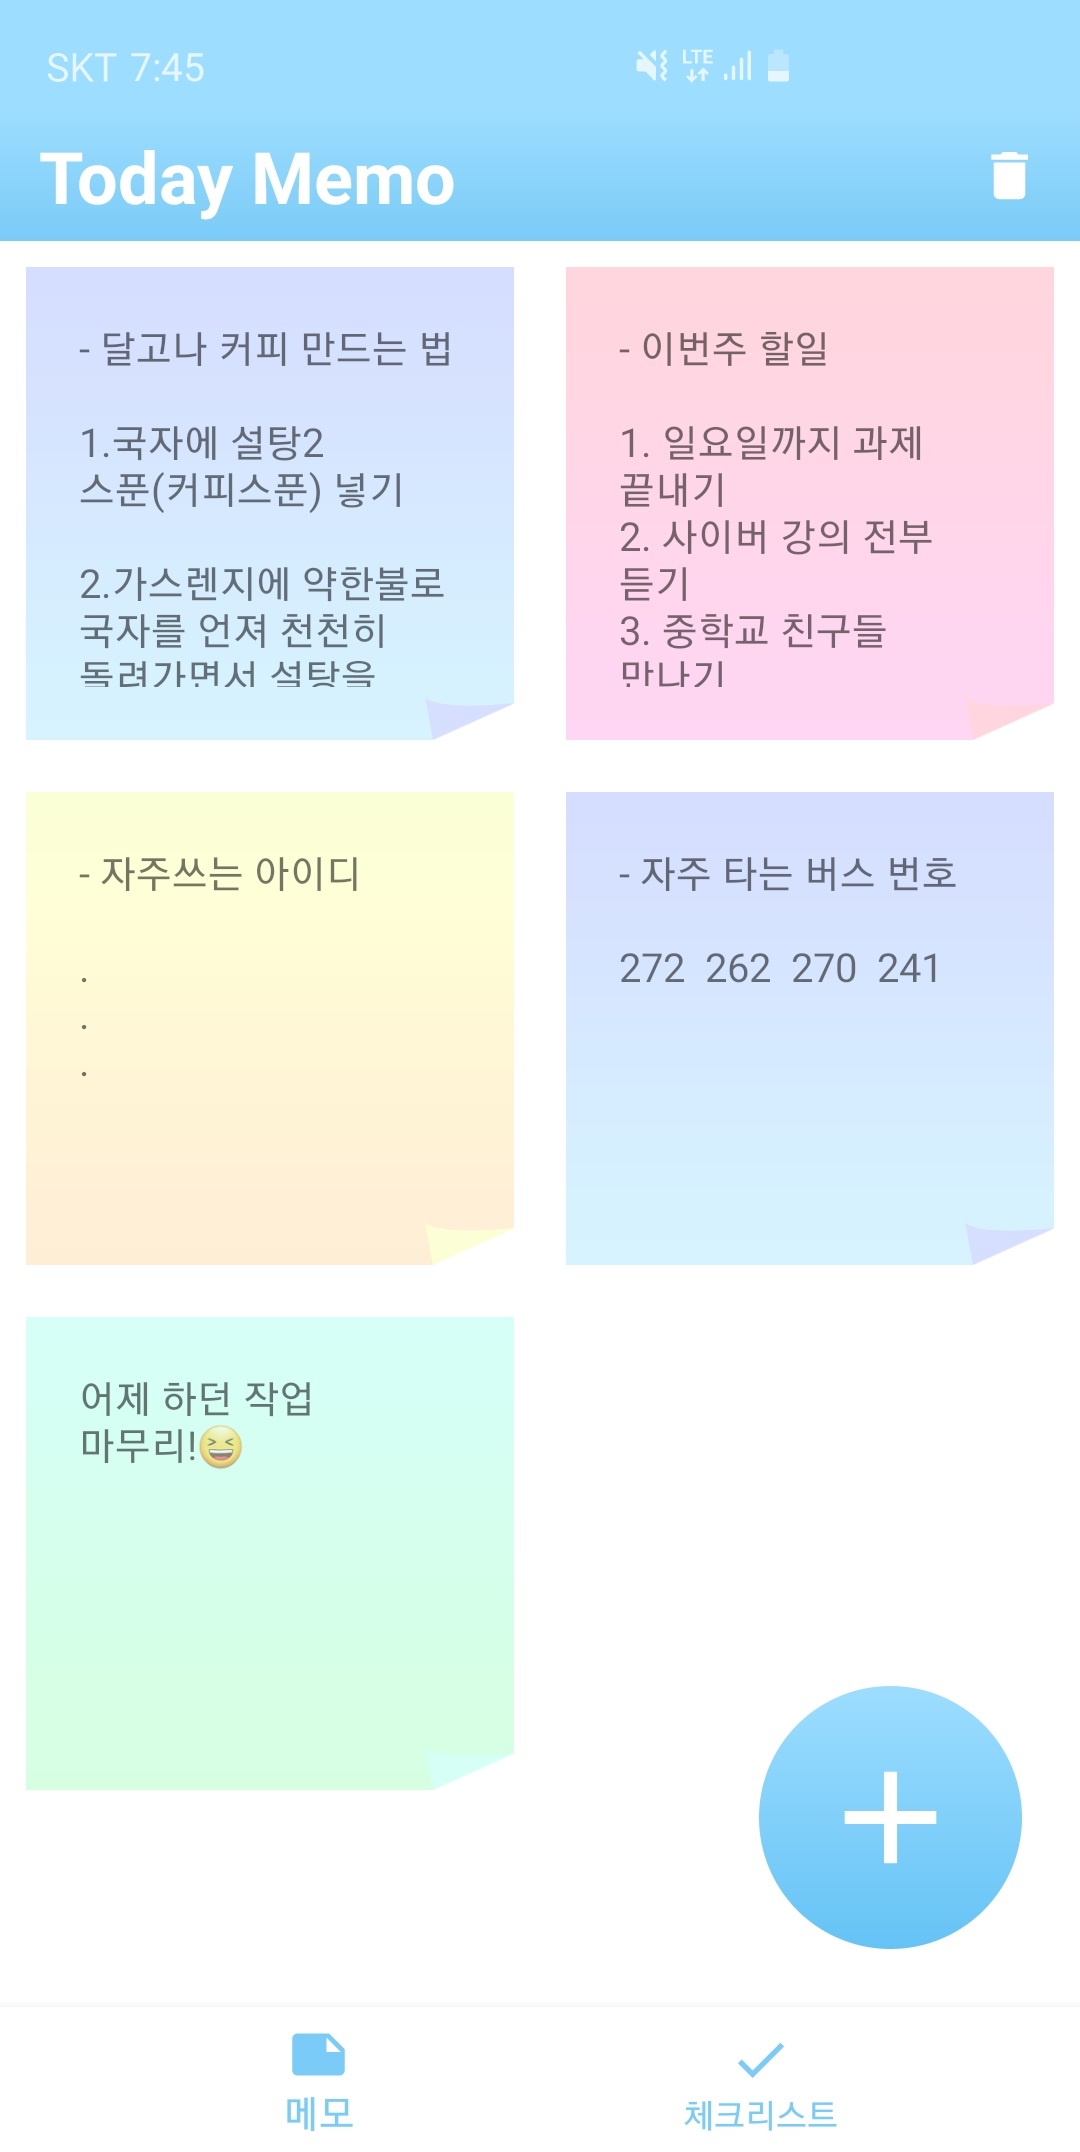 SKT 7:45
LTE
Today Memo
- 달고나 커피 만드는 법
1.국자에 설탕2
스푼(커피스푼) 넣기
2.가스렌지에 약한불로
국자를 언져 천천히
돌려가면서 설탕을
- 이번주 할일
1. 일요일까지 과제
끝내기
2. 사이버 강의 전부
듣기
3. 중학교 친구들
만나기
- 자주쓰는 아이디
.
.
.
- 자주 타는 버스 번호
272 262 270 241
어제 하던 작업
마무리!😆
메모
체크리스트